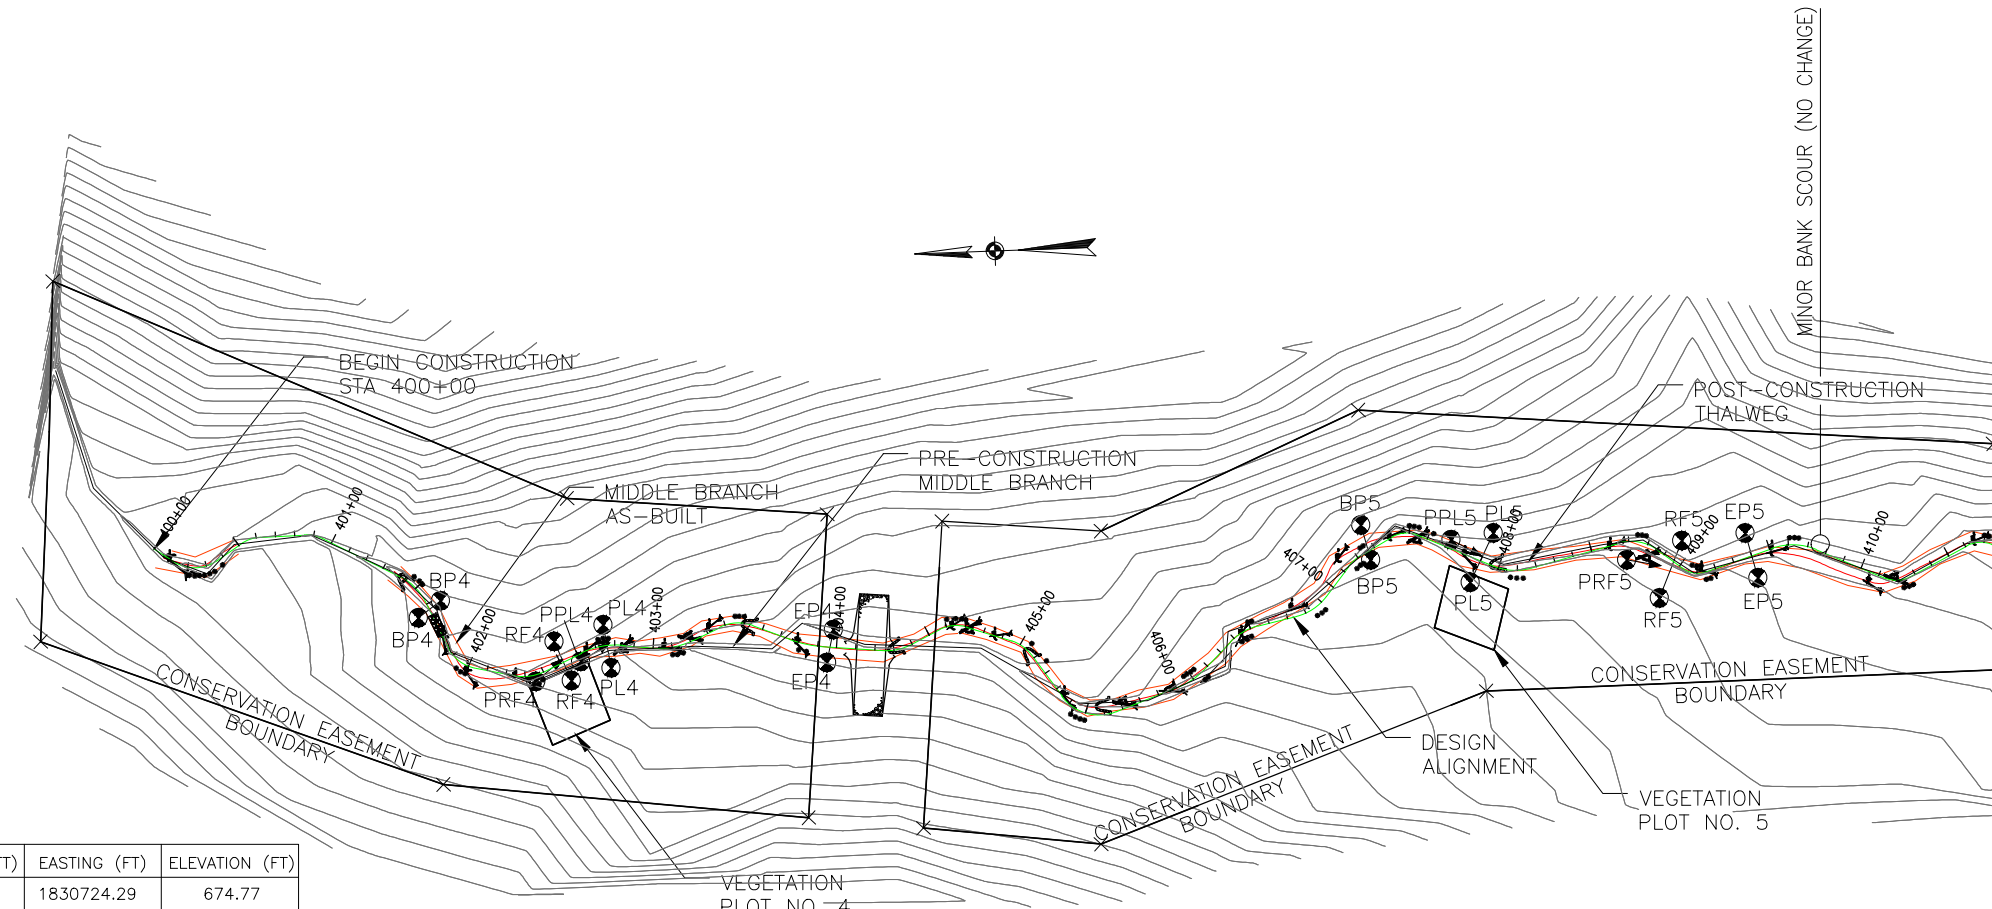 MINOR BANK SCOUR (NO CHANGE)
BEGIN CONSTRUCTION
STA 400+00
POST-CONSTRUCTION
THALWEG
PRE-CONSTRUCTION
MIDDLE BRANCH
MIDDLE BRANCH
AS-BUILT
400+00
401+00
402+00
403+00
404+00
405+00
406+00
407+00
408+00
409+00
410+00
BP4
BP4
RF4
PPL4
PL4
PRF4
RF4
PL4
EP4
EP4
BP5
BP5
PPL5
PL5
PL5
PRF5
RF5
RF5
EP5
EP5
CONSERVATION EASEMENT
BOUNDARY
CONSERVATION EASEMENT
BOUNDARY
CONSERVATION EASEMENT
BOUNDARY
DESIGN
ALIGNMENT
VEGETATION
PLOT NO. 5
VEGETATION
PLOT NO. 4
T) EASTING (FT) ELEVATION (FT)
1830724.29 674.77